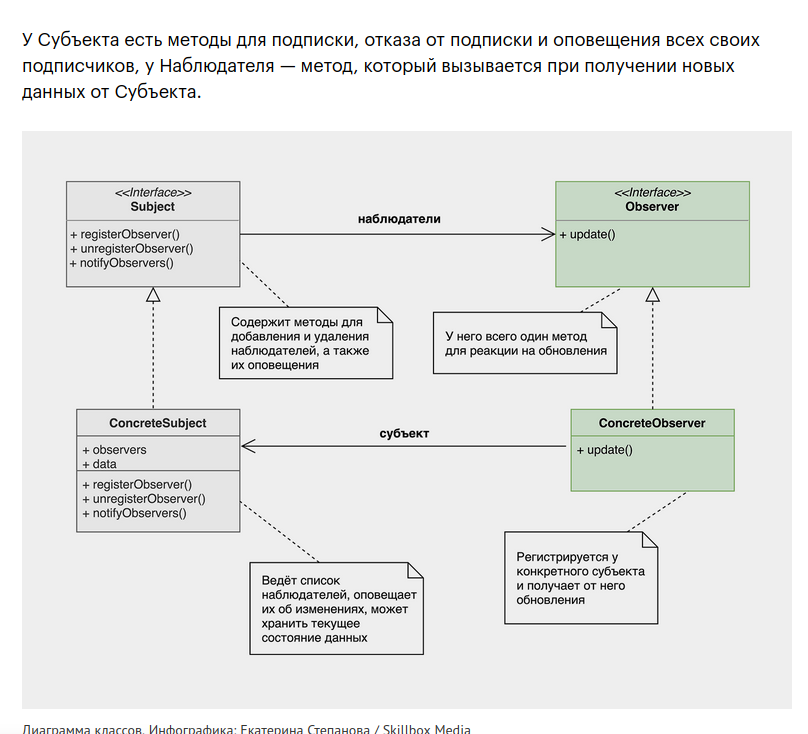 У Субъекта есть методы для подписки, отказа от подписки и оповещения всех своих
подписчиков, у Наблюдателя — метод, который вызывается при получении новых
данных от Субъекта.
<<Interface>>
Subject
+ registerObserver()
+ unregisterObserver()
+ notifyObservers()
наблюдатели
<<Interface>>
Observer
+ update()
Содержит методы для
добавления и удаления
наблюдателей, а также
их оповещения
У него всего один метод
для реакции на обновления
ConcreteSubject
+ observers
+ data
+ registerObserver()
+ unregisterObserver()
+ notifyObservers()
субъект
ConcreteObserver
+ update()
Ведёт список
наблюдателей, оповещает
их об изменениях, может
хранить текущее
состояние данных
Регистрируется у
конкретного субъекта
и получает от него
обновления
Диаграмма классов. Инфографика: Екатерина Степанова / Skillbox Media